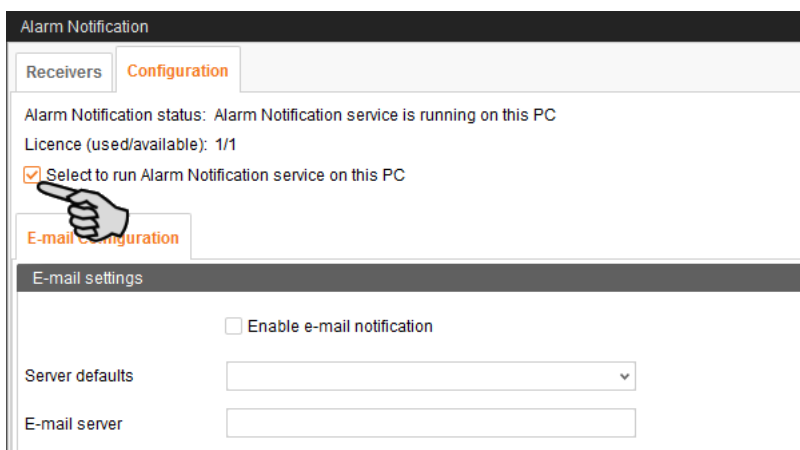 Alarm Notification
Receivers Configuration
Alarm Notification status: Alarm Notification service is running on this PC
Licence (used/available): 1/1
Select to run Alarm Notification service on this PC
E-mail Configuration
E-mail settings
Enable e-mail notification
Server defaults
E-mail server